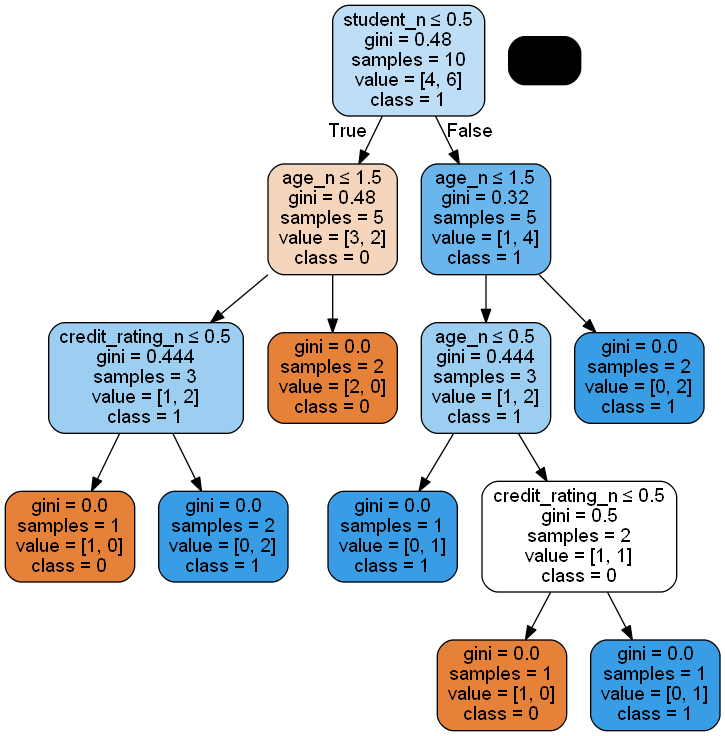 student_n ≤ 0.5
gini = 0.48
samples = 10
value = [4, 6]
class = 1
True
False
age_n ≤ 1.5
gini = 0.48
samples = 5
value = [3, 2]
class = 0
age_n ≤ 1.5
gini = 0.32
samples = 5
value = [1, 4]
class = 1
credit_rating_n ≤ 0.5
gini = 0.444
samples = 3
value = [1, 2]
class = 1
gini = 0.0
samples = 2
value = [2, 0]
class = 0
age_n ≤ 0.5
gini = 0.444
samples = 3
value = [1, 2]
class = 1
gini = 0.0
samples = 2
value = [0, 2]
class = 1
gini = 0.0
samples = 1
value = [1, 0]
class = 0
gini = 0.0
samples = 2
value = [0, 2]
class = 1
gini = 0.0
samples = 1
value = [0, 1]
class = 1
credit_rating_n ≤ 0.5
gini = 0.5
samples = 2
value = [1, 1]
class = 0
gini = 0.0
samples = 1
value = [1, 0]
class = 0
gini = 0.0
samples = 1
value = [0, 1]
class = 1